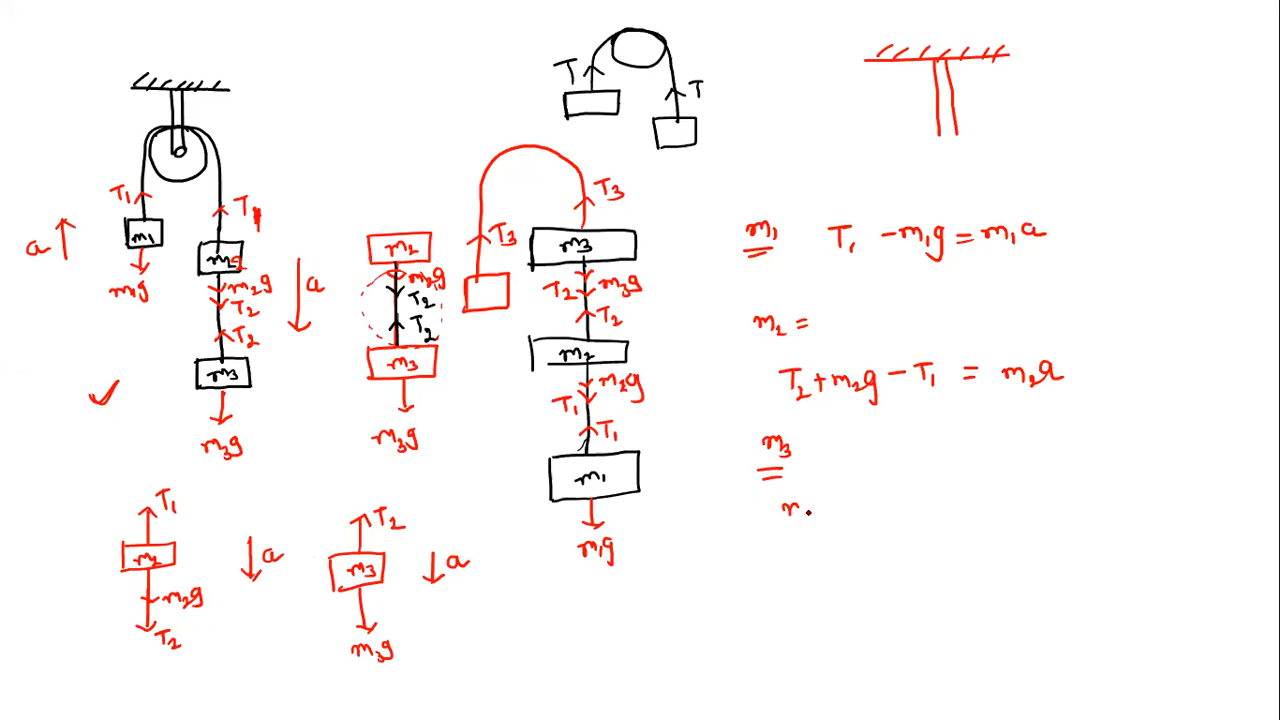 T
T
T₁
T₁
a
m₁
m₁g
m₂
m₂g
T₂
T₂
a
m₃
m₃g
m₂
m₂g
T₂
T₂
m₃
m₃g
T₃
T₃
m₃
T₂ m₃g
T₂
m₂
m₂g
T₁
T₁
m₁
m₁g
T₁
m₂
m₂g
T₂
a
T₂
m₃
a
m₃g
m₁ T₁ - m₁g = m₁a
m₂ =
T₂ + m₂g - T₁ = m₂a
m₃